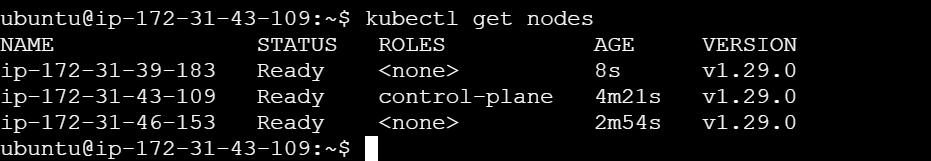 ubuntu@ip-172-31-43-109:~$ kubectl get nodes
NAME STATUS ROLES AGE VERSION
ip-172-31-39-183 Ready <none> 8s v1.29.0
ip-172-31-43-109 Ready control-plane 4m21s v1.29.0
ip-172-31-46-153 Ready <none> 2m54s v1.29.0
ubuntu@ip-172-31-43-109:~$